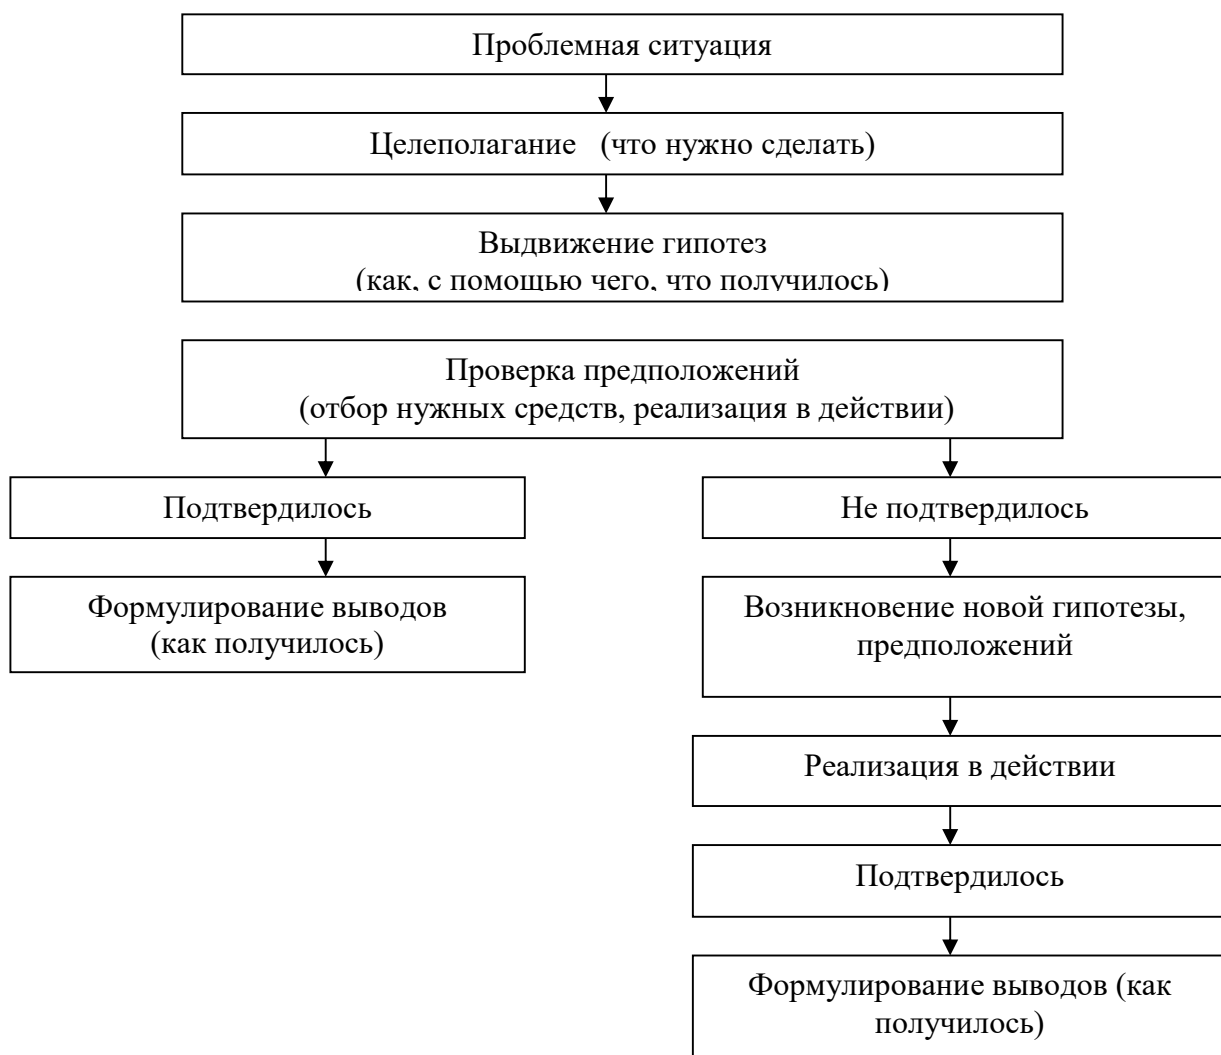 Проблемная ситуация
Целеполагание (что нужно сделать)
Выдвижение гипотез
(как, с помощью чего, что получилось)
Проверка предположений
(отбор нужных средств, реализация в действии)
Подтвердилось
Не подтвердилось
Формулирование выводов
(как получилось)
Возникновение новой гипотезы,
предположений
Реализация в действии
Подтвердилось
Формулирование выводов (как
получилось)